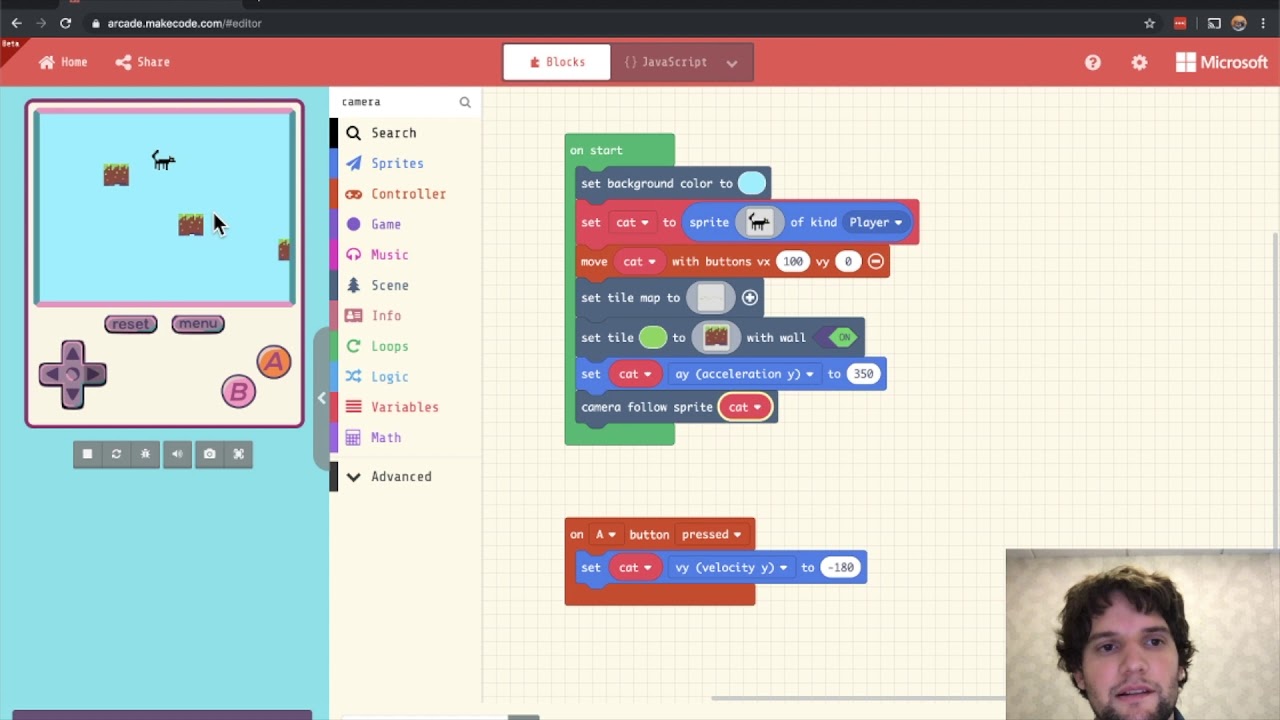 arcade.makecode.com/#editor
Beta
Home
Share
Blocks
{} JavaScript
Microsoft
camera
Search
Sprites
Controller
Game
Music
Scene
Info
Loops
Logic
Variables
Math
Advanced
reset
menu
A
B
on start
set background color to
set cat to sprite of kind Player
move cat with buttons vx 100 vy 0
set tile map to
set tile to with wall ON
set cat ay (acceleration y) to 350
camera follow sprite cat
on A button pressed
set cat vy (velocity y) to -180